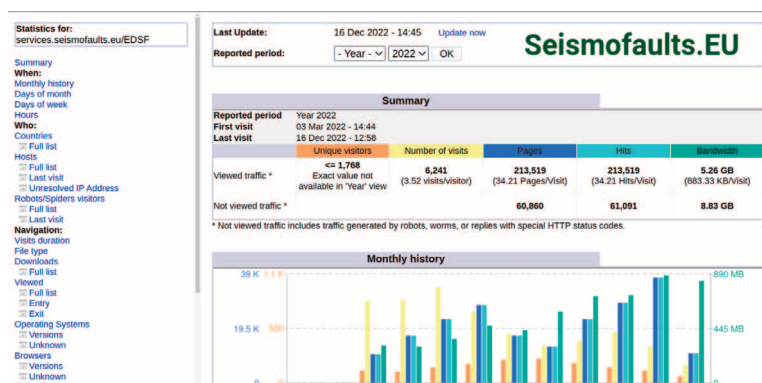 Statistics for:
services.seismofaults.eu/EDSF
Summary
When:
Monthly history
Days of month
Days of week
Hours
Who:
Countries
Full list
Hosts
Full list
Last visit
Unresolved IP Address
Robots/Spiders visitors
Full list
Last visit
Navigation:
Visits duration
File type
Downloads
Full list
Viewed
Full list
Entry
Exit
Operating Systems
Versions
Unknown
Browsers
Versions
Unknown
Last Update: 16 Dec 2022 - 14:45 Update now
Reported period: - Year - 2022 OK
Seismofaults.EU
Summary
Reported period Year 2022
First visit 03 Mar 2022 - 14:44
Last visit 16 Dec 2022 - 12:58
Unique visitors Number of visits Pages Hits Bandwidth
Viewed traffic * <= 1,768 Exact value not available in 'Year' view 6,241 (3.52 visits/visitor) 213,519 (34.21 Pages/Visit) 213,519 (34.21 Hits/Visit) 5.26 GB (883.33 KB/Visit)
Not viewed traffic * 60,860 61,091 8.83 GB
* Not viewed traffic includes traffic generated by robots, worms, or replies with special HTTP status codes.
Monthly history
39 K 1.1 K 890 MB
19.5 K 550 445 MB
0 0 0